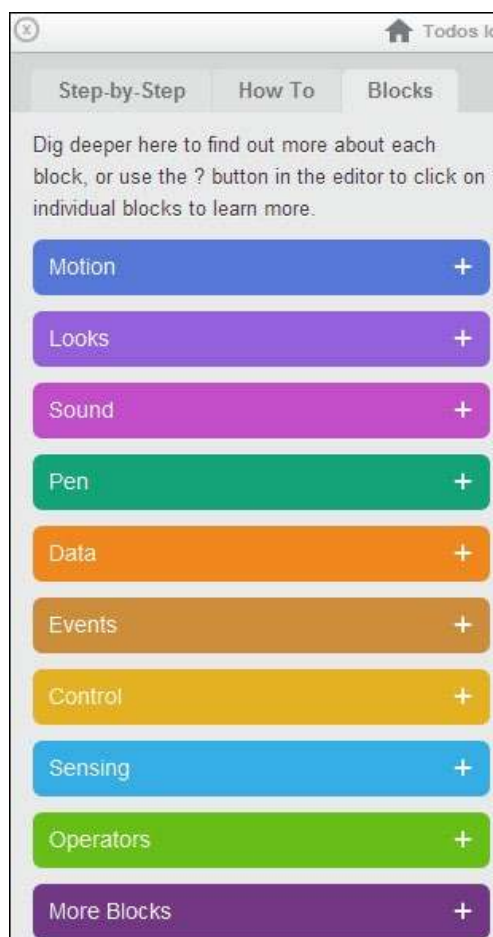 Todos
Step-by-Step How To Blocks
Dig deeper here to find out more about each
block, or use the ? button in the editor to click on
individual blocks to learn more.
Motion +
Looks +
Sound +
Pen +
Data +
Events +
Control +
Sensing +
Operators +
More Blocks +